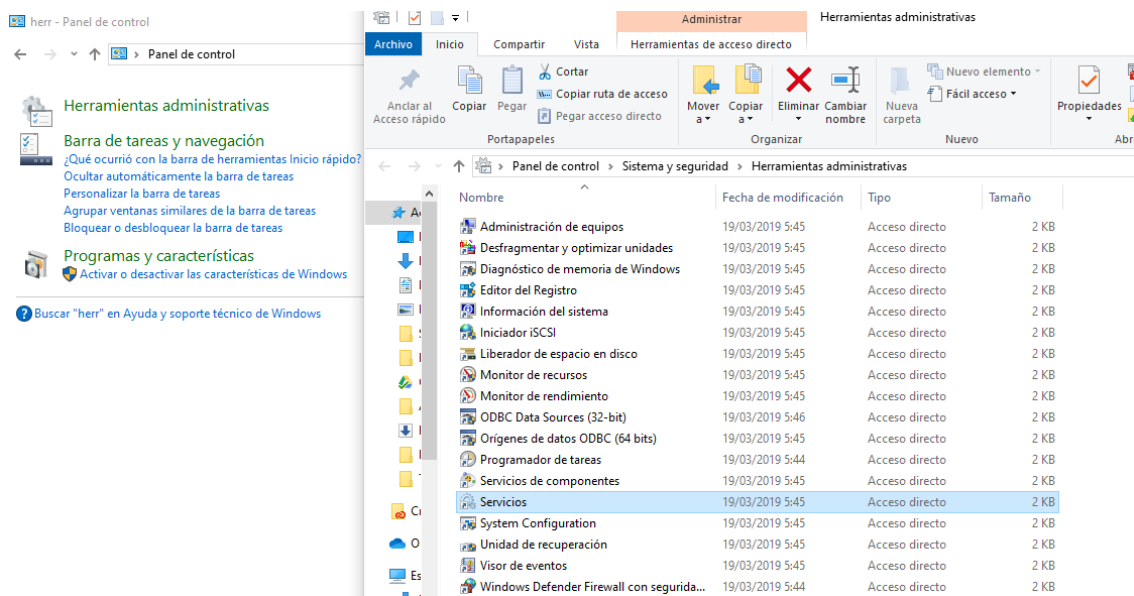 herr - Panel de control
Panel de control
Herramientas administrativas
Barra de tareas y navegación
¿Qué ocurrió con la barra de herramientas Inicio rápido?
Ocultar automáticamente la barra de tareas
Personalizar la barra de tareas
Agrupar ventanas similares de la barra de tareas
Bloquear o desbloquear la barra de tareas
Programas y características
Activar o desactivar las características de Windows
Buscar "herr" en Ayuda y soporte técnico de Windows
Administrar Herramientas administrativas
Archivo Inicio Compartir Vista Herramientas de acceso directo
Anclar al Acceso rápido
Copiar
Pegar
Cortar
Copiar ruta de acceso
Pegar acceso directo
Portapapeles
Mover a
Copiar a
Eliminar
Cambiar nombre
Organizar
Nueva carpeta
Nuevo elemento
Fácil acceso
Nuevo
Propiedades
Abr
Panel de control > Sistema y seguridad > Herramientas administrativas
Nombre Fecha de modificación Tipo Tamaño
Administración de equipos 19/03/2019 5:45 Acceso directo 2 KB
Desfragmentar y optimizar unidades 19/03/2019 5:45 Acceso directo 2 KB
Diagnóstico de memoria de Windows 19/03/2019 5:45 Acceso directo 2 KB
Editor del Registro 19/03/2019 5:45 Acceso directo 2 KB
Información del sistema 19/03/2019 5:45 Acceso directo 2 KB
Iniciador iSCSI 19/03/2019 5:45 Acceso directo 2 KB
Liberador de espacio en disco 19/03/2019 5:45 Acceso directo 2 KB
Monitor de recursos 19/03/2019 5:45 Acceso directo 2 KB
Monitor de rendimiento 19/03/2019 5:45 Acceso directo 2 KB
ODBC Data Sources (32-bit) 19/03/2019 5:46 Acceso directo 2 KB
Orígenes de datos ODBC (64 bits) 19/03/2019 5:45 Acceso directo 2 KB
Programador de tareas 19/03/2019 5:44 Acceso directo 2 KB
Servicios de componentes 19/03/2019 5:45 Acceso directo 2 KB
Servicios 19/03/2019 5:45 Acceso directo 2 KB
System Configuration 19/03/2019 5:45 Acceso directo 2 KB
Unidad de recuperación 19/03/2019 5:45 Acceso directo 2 KB
Visor de eventos 19/03/2019 5:45 Acceso directo 2 KB
Windows Defender Firewall con segurida... 19/03/2019 5:44 Acceso directo 2 KB